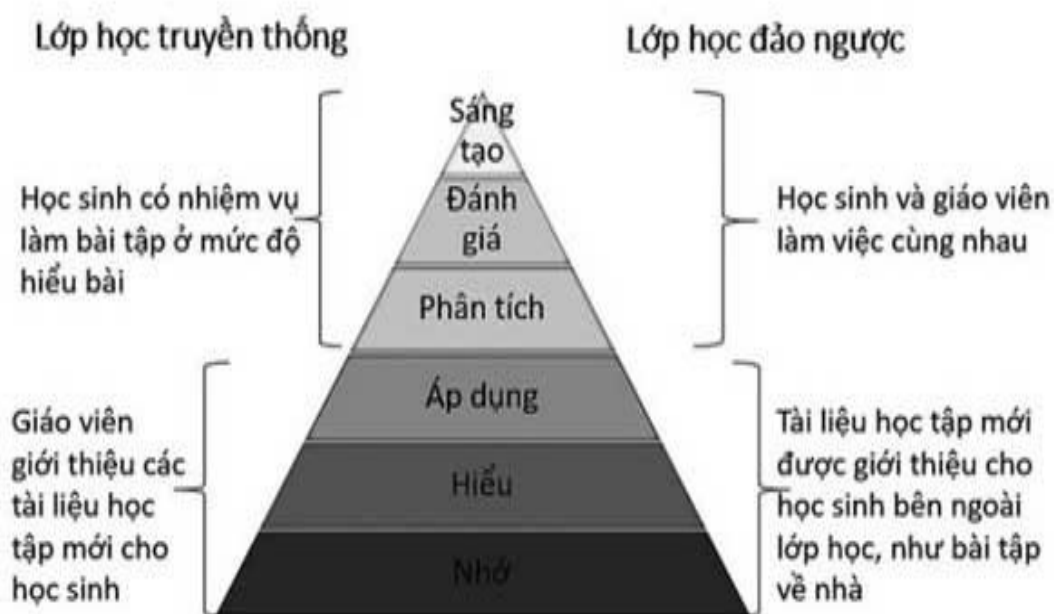 Lớp học truyền thống
Lớp học đảo ngược
Học sinh có nhiệm vụ
làm bài tập ở mức độ
hiểu bài
Sáng
tạo
Đánh
giá
Phân tích
Học sinh và giáo viên
làm việc cùng nhau
Giáo viên
giới thiệu các
tài liệu học
tập mới cho
học sinh
Áp dụng
Hiểu
Nhớ
Tài liệu học tập mới
được giới thiệu cho
học sinh bên ngoài
lớp học, như bài tập
về nhà